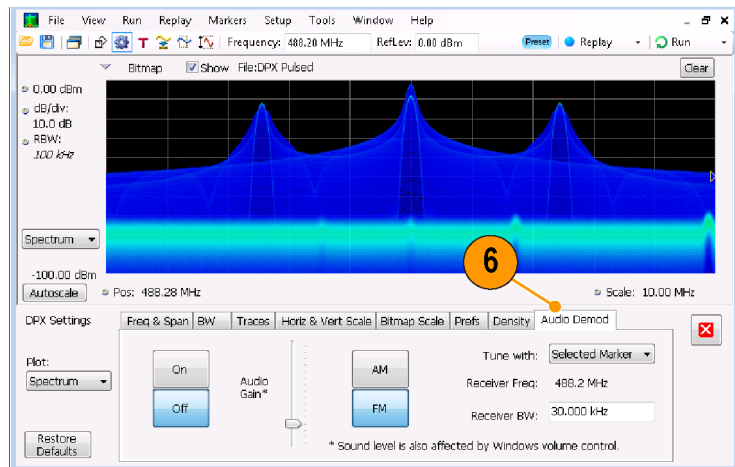 File View Run Replay Markers Setup Tools Window Help
T Frequency: 488.20 MHz RefLev: 0.00 dBm Preset Replay Run
Bitmap Show File:DPX Pulsed Clear
0.00 dBm
dB/div:
10.0 dB
RBW:
100 kHz
Spectrum
-100.00 dBm
Autoscale Pos: 488.28 MHz Scale: 10.00 MHz
6
DPX Settings Freq & Span BW Traces Horiz & Vert Scale Bitmap Scale Prefs Density Audio Demod
Plot:
Spectrum
On
Off
Audio
Gain*
AM
FM
Tune with: Selected Marker
Receiver Freq: 488.2 MHz
Receiver BW: 30.000 kHz
Restore
Defaults
* Sound level is also affected by Windows volume control.